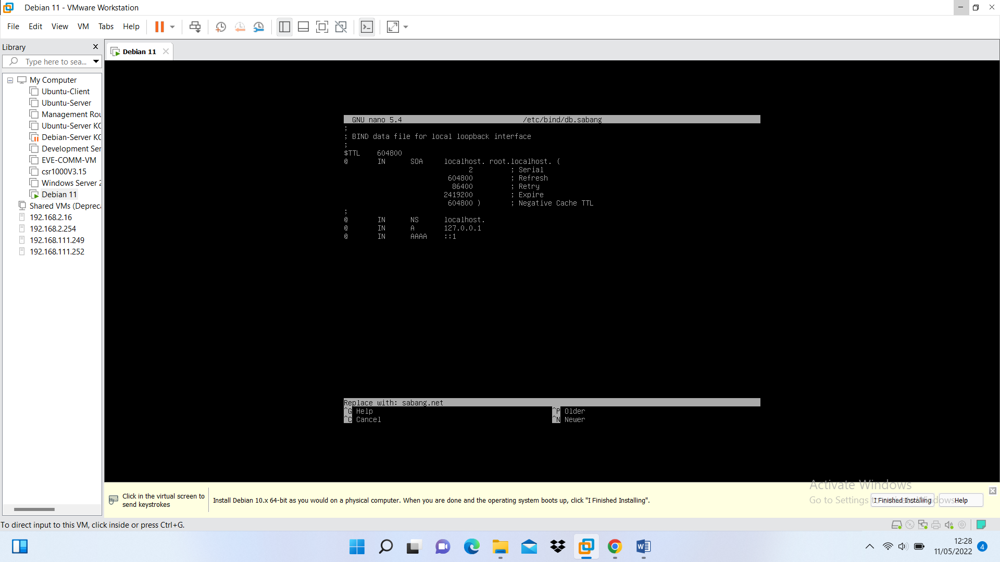 Debian 11 - VMware Workstation
File Edit View VM Tabs Help
Library
Type here to sea...
My Computer
Ubuntu-Client
Ubuntu-Server
Management Rou
Ubuntu-Server KC
Debian-Server KC
Development Ser
EVE-COMM-VM
csr1000V3.15
Windows Server 2
Debian 11
Shared VMs (Depreca
192.168.2.16
192.168.2.254
192.168.111.249
192.168.111.252
Debian 11
GNU nano 5.4 /etc/bind/db.sabang
;
; BIND data file for local loopback interface
;
$TTL 604800
@ IN SOA localhost. root.localhost. (
2 ; Serial
604800 ; Refresh
86400 ; Retry
2419200 ; Expire
604800 ) ; Negative Cache TTL
;
@ IN NS localhost.
@ IN A 127.0.0.1
@ IN AAAA ::1
Replace with: sabang.net
^G Help ^P Older
^C Cancel ^N Newer
Click in the virtual screen to
send keystrokes
Install Debian 10.x 64-bit as you would on a physical computer. When you are done and the operating system boots up, click "I Finished Installing".
Activate Windows
Go to Settings to activate Windows
I Finished Installing
Help
To direct input to this VM, click inside or press Ctrl+G.
12:28
11/05/2022
4